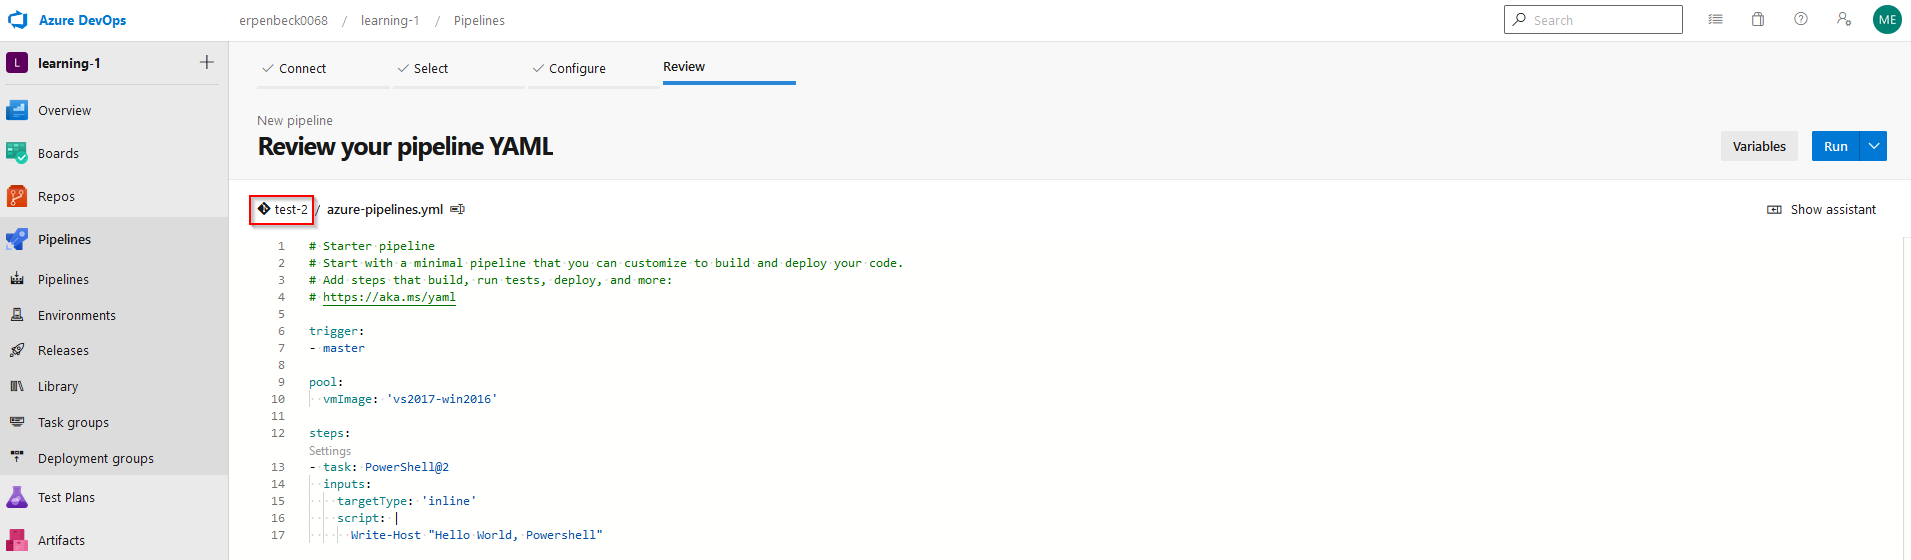 Azure DevOps
erpenbeck0068 / learning-1 / Pipelines
Search
ME
L learning-1
Overview
Boards
Repos
Pipelines
Pipelines
Environments
Releases
Library
Task groups
Deployment groups
Test Plans
Artifacts
Connect
Select
Configure
Review
New pipeline
Review your pipeline YAML
Variables
Run
test-2 / azure-pipelines.yml
Show assistant
1 # Starter pipeline
2 # Start with a minimal pipeline that you can customize to build and deploy your code.
3 # Add steps that build, run tests, deploy, and more:
4 # https://aka.ms/yaml
5
6 trigger:
7 - master
8
9 pool:
10   vmImage: 'vs2017-win2016'
11
12 steps:
Settings
13 - task: PowerShell@2
14   inputs:
15     targetType: 'inline'
16     script: |
17       Write-Host "Hello World, Powershell"